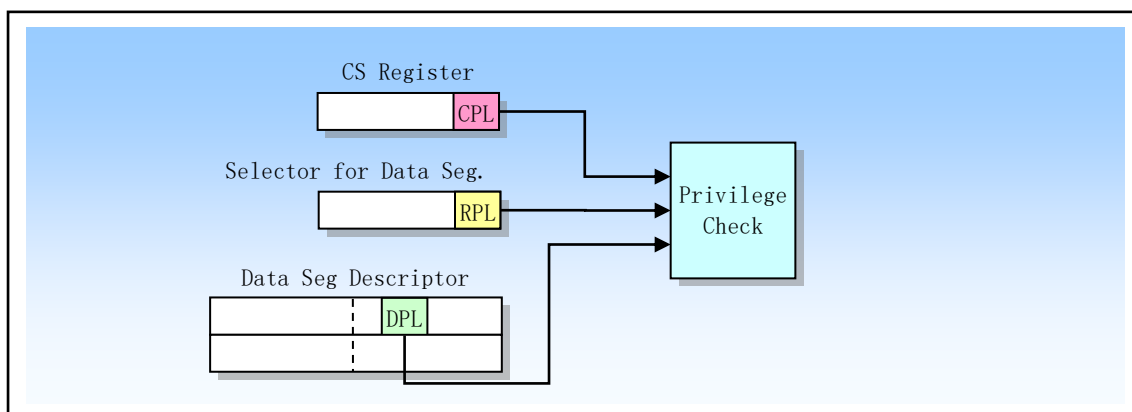 CS Register
CPL
Selector for Data Seg.
RPL
Privilege
Check
Data Seg Descriptor
DPL